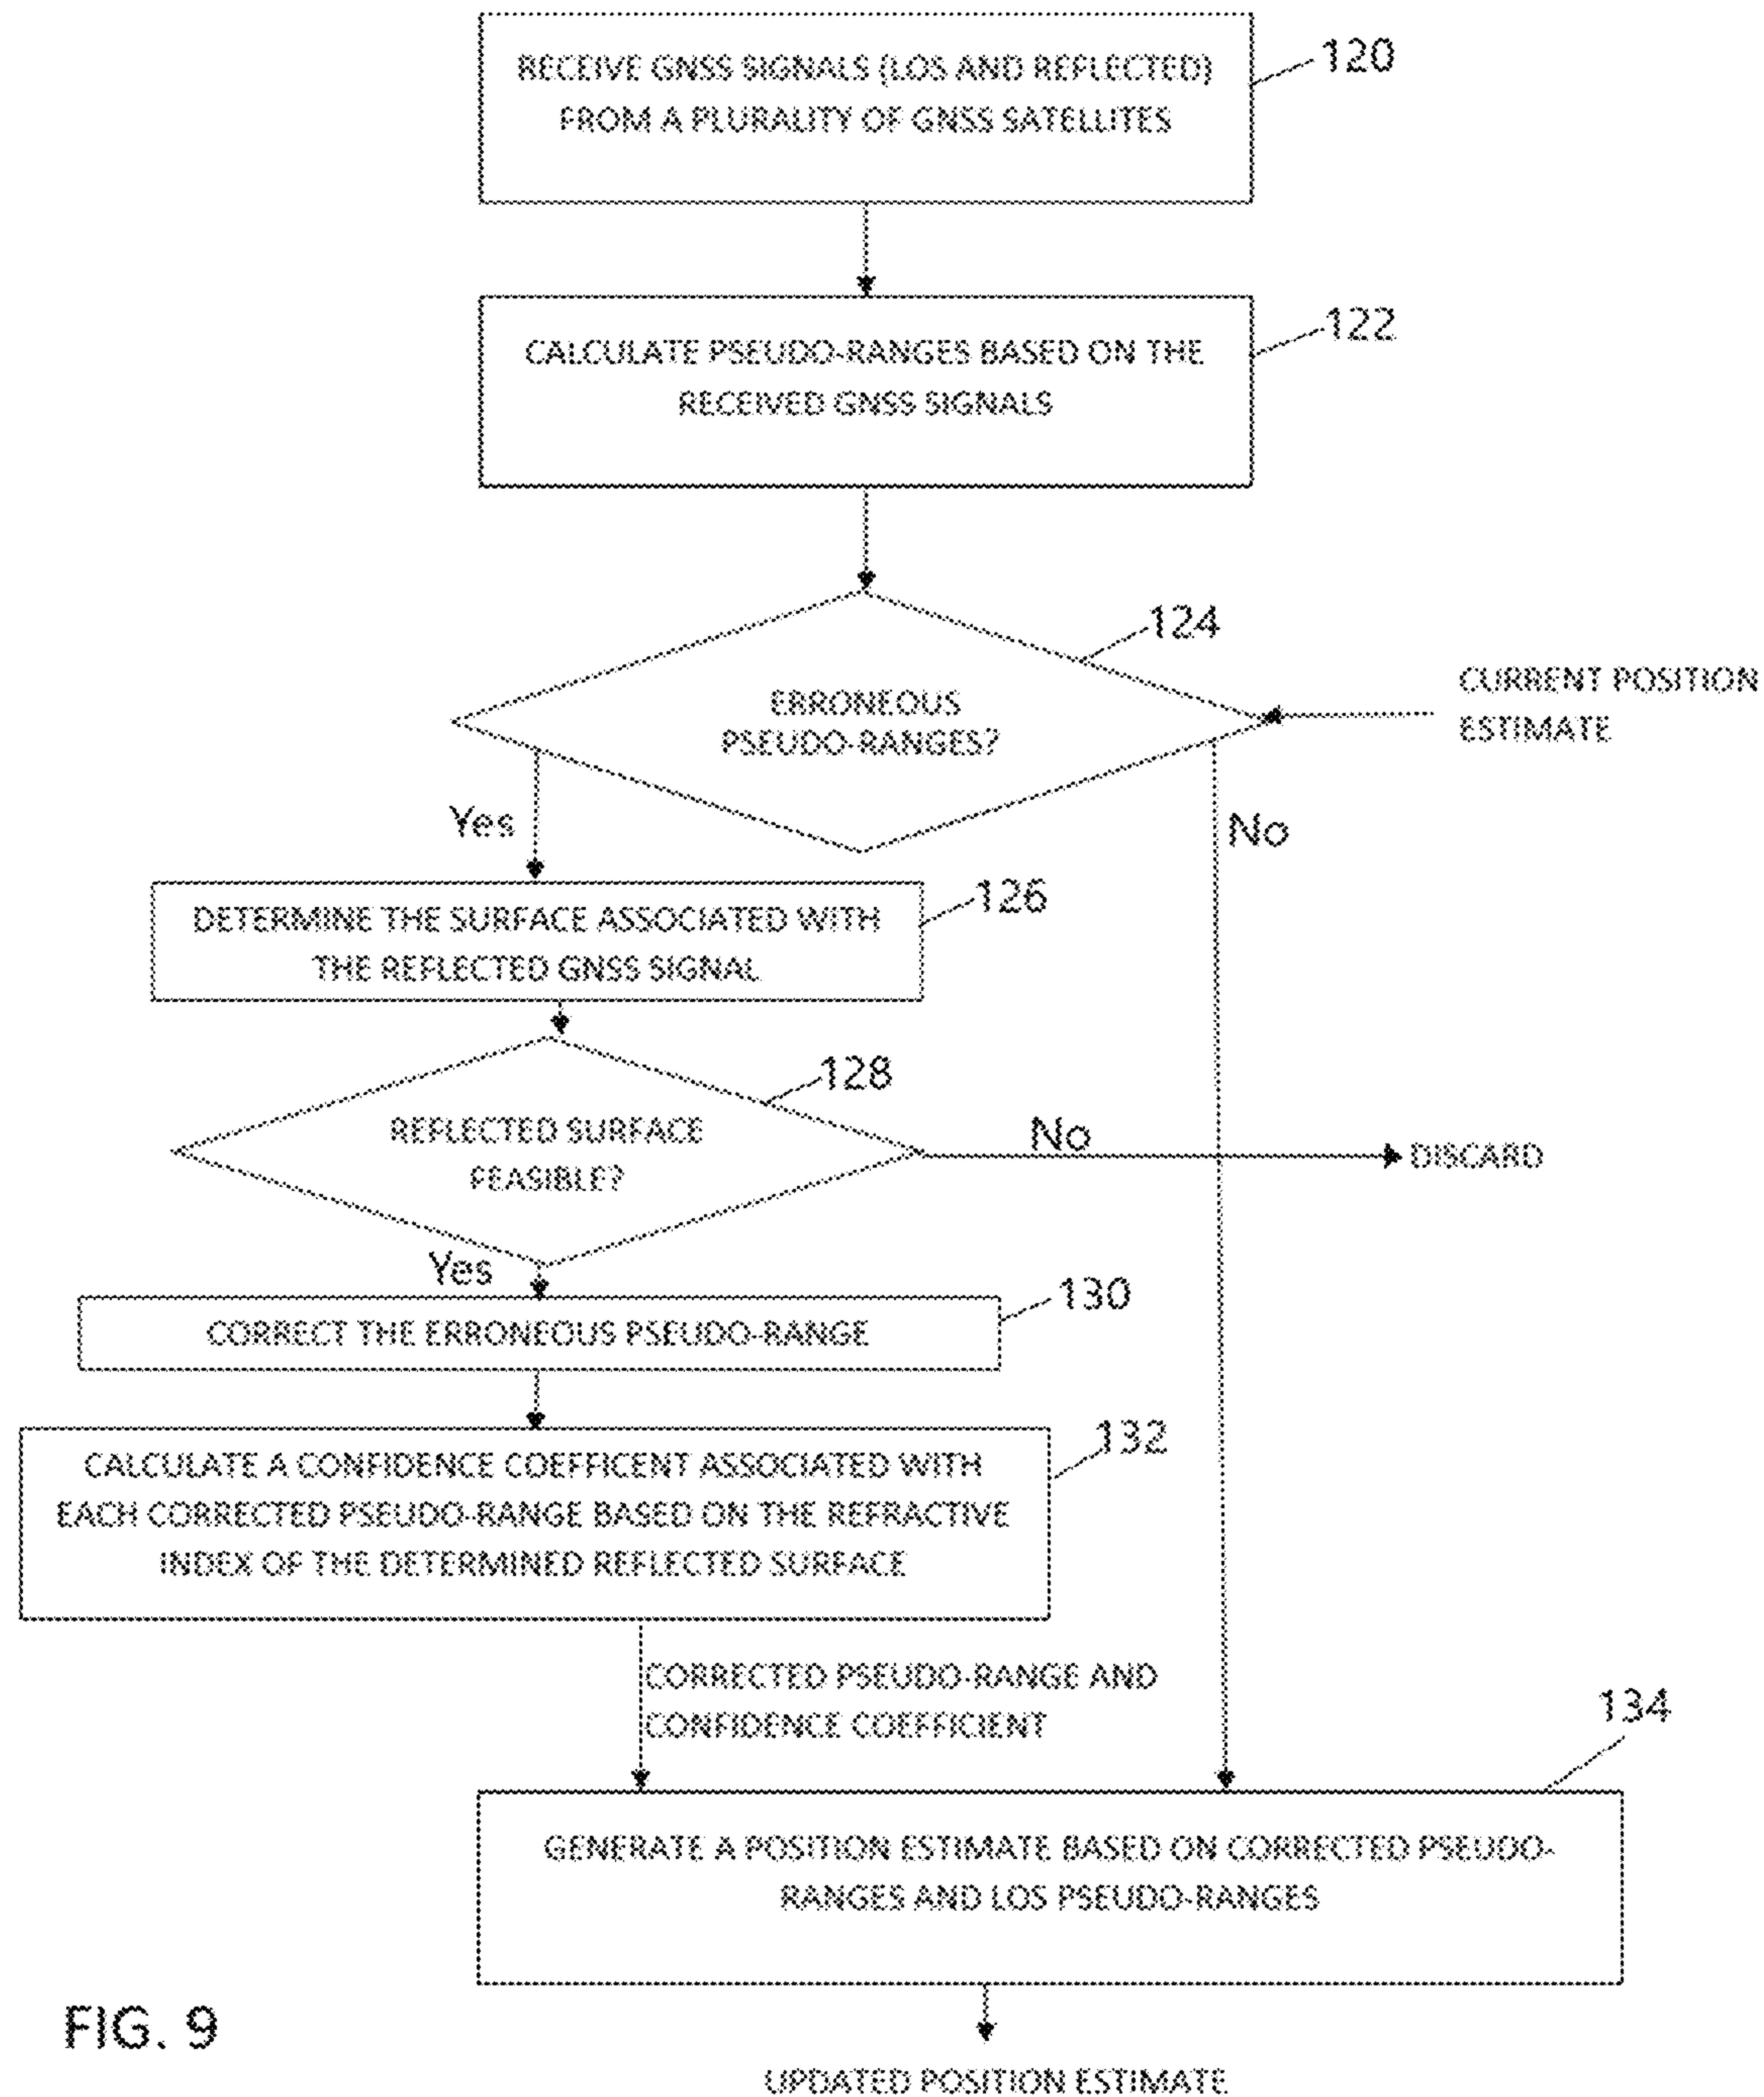 RECEIVE GNSS SIGNALS (LOS AND REFLECTED)
FROM A PLURALITY OF GNSS SATELLITES
120
CALCULATE PSEUDO-RANGES BASED ON THE
RECEIVED GNSS SIGNALS
122
124
ERRONEOUS
PSEUDO-RANGES?
CURRENT POSITION
ESTIMATE
Yes
No
126
DETERMINE THE SURFACE ASSOCIATED WITH
THE REFLECTED GNSS SIGNAL
128
REFLECTED SURFACE
FEASIBLE?
No
DISCARD
Yes
130
CORRECT THE ERRONEOUS PSEUDO-RANGE
132
CALCULATE A CONFIDENCE COEFFICENT ASSOCIATED WITH
EACH CORRECTED PSEUDO-RANGE BASED ON THE REFRACTIVE
INDEX OF THE DETERMINED REFLECTED SURFACE
CORRECTED PSEUDO-RANGE AND
CONFIDENCE COEFFICIENT
134
GENERATE A POSITION ESTIMATE BASED ON CORRECTED PSEUDO-
RANGES AND LOS PSEUDO-RANGES
FIG. 9
UPDATED POSITION ESTIMATE